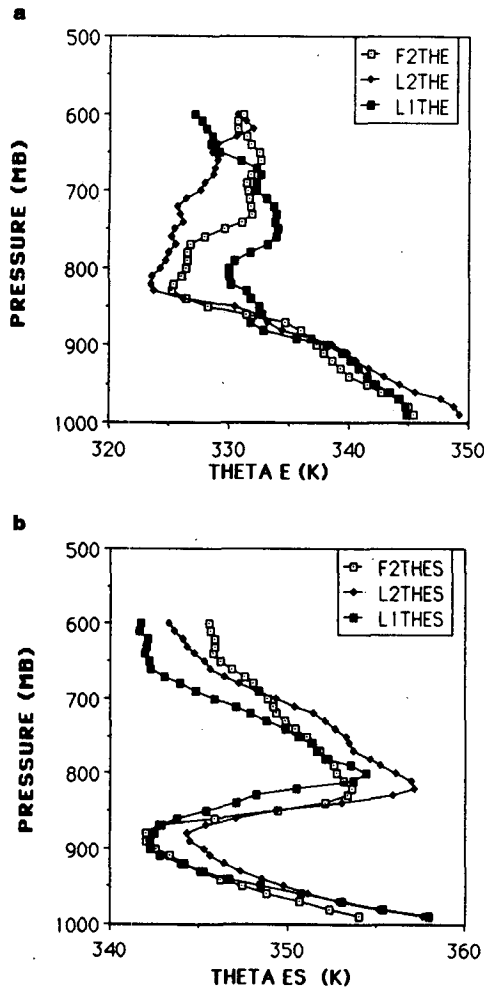 a
500
F2THE
L2THE
L1THE
600
700
800
900
1000
PRESSURE (MB)
320 330 340 350
THETA E (K)
b
500
F2THES
L2THES
L1THES
600
700
800
900
1000
PRESSURE (MB)
340 350 360
THETA ES (K)